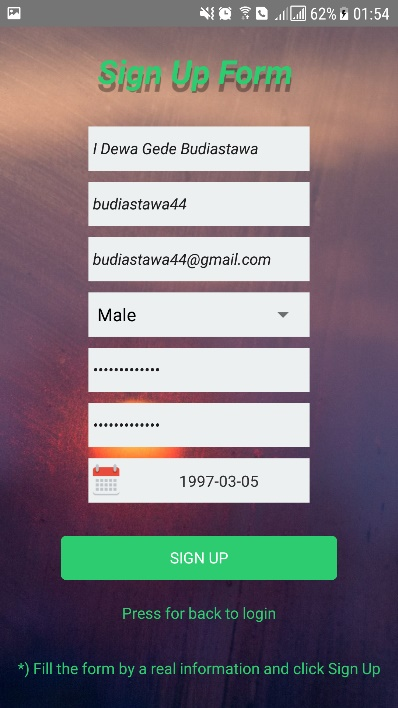 62% 01:54
Sign Up Form
I Dewa Gede Budiastawa
budiastawa44
budiastawa44@gmail.com
Male
•••••••••••••
•••••••••••••
1997-03-05
SIGN UP
Press for back to login
*) Fill the form by a real information and click Sign Up